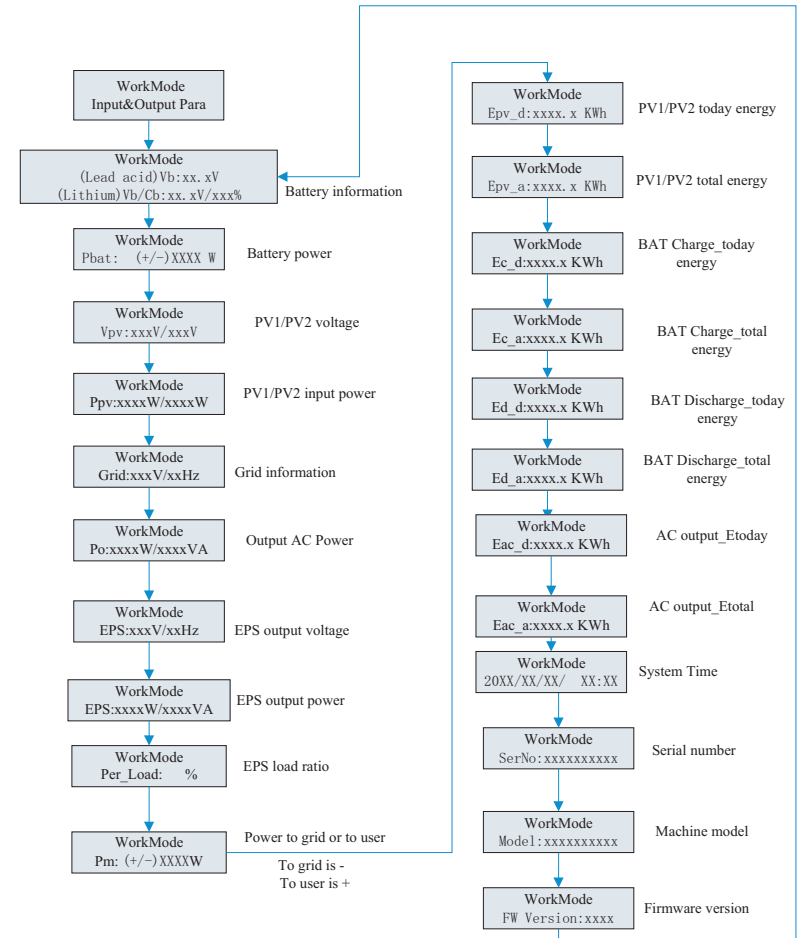 WorkMode
Input&Output Para
WorkMode
(Lead acid)Vb:xx.xV
(Lithium)Vb/Cb:xx.xV/xxx%
Battery information
WorkMode
Pbat: (+/−)XXXX W
Battery power
WorkMode
Vpv:xxxV/xxxV
PV1/PV2 voltage
WorkMode
Ppv:xxxxW/xxxxW
PV1/PV2 input power
WorkMode
Grid:xxxV/xxHz
Grid information
WorkMode
Po:xxxxW/xxxxVA
Output AC Power
WorkMode
EPS:xxxV/xxHz
EPS output voltage
WorkMode
EPS:xxxxW/xxxxVA
EPS output power
WorkMode
Per_Load: %
EPS load ratio
WorkMode
Pm: (+/−)XXXXW
Power to grid or to user
To grid is -
To user is +
WorkMode
Epv_d:xxxx.x KWh
PV1/PV2 today energy
WorkMode
Epv_a:xxxx.x KWh
PV1/PV2 total energy
WorkMode
Ec_d:xxxx.x KWh
BAT Charge_today
energy
WorkMode
Ec_a:xxxx.x KWh
BAT Charge_total
energy
WorkMode
Ed_d:xxxx.x KWh
BAT Discharge_today
energy
WorkMode
Ed_a:xxxx.x KWh
BAT Discharge_total
energy
WorkMode
Eac_d:xxxx.x KWh
AC output_Etoday
WorkMode
Eac_a:xxxx.x KWh
AC output_Etotal
WorkMode
20XX/XX/XX/ XX:XX
System Time
WorkMode
SerNo:xxxxxxxxxx
Serial number
WorkMode
Model:xxxxxxxxxx
Machine model
WorkMode
FW Version:xxxx
Firmware version